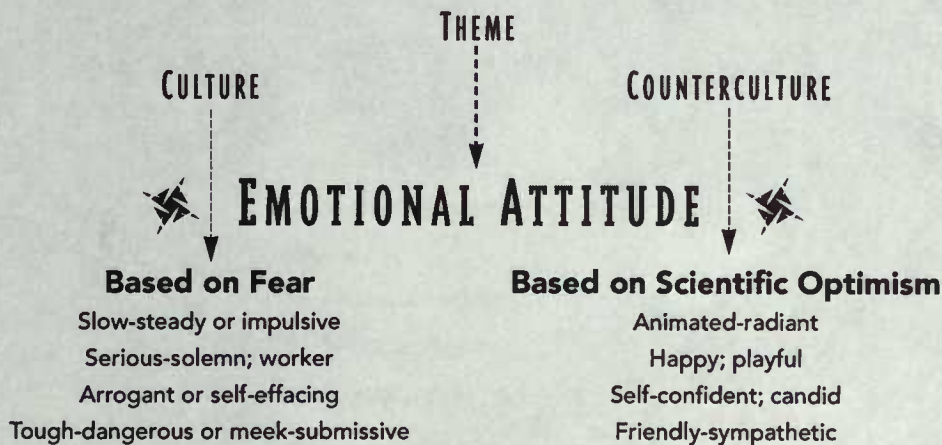 THEME
CULTURE
COUNTERCULTURE
EMOTIONAL ATTITUDE
Based on Fear
Slow-steady or impulsive
Serious-solemn; worker
Arrogant or self-effacing
Tough-dangerous or meek-submissive
Based on Scientific Optimism
Animated-radiant
Happy; playful
Self-confident; candid
Friendly-sympathetic